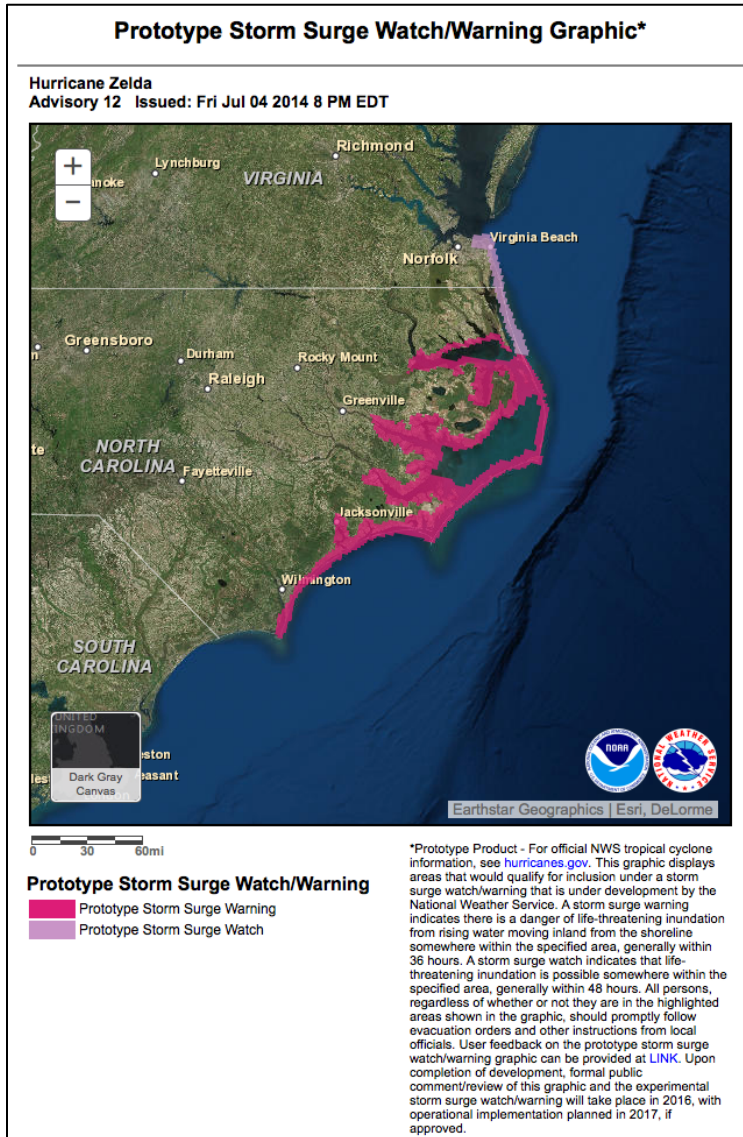 Prototype Storm Surge Watch/Warning Graphic*
Hurricane Zelda
Advisory 12 Issued: Fri Jul 04 2014 8 PM EDT
+
−
Richmond
Lynchburg
anoke
VIRGINIA
Virginia Beach
Norfolk
Greensboro
n
Durham
Rocky Mount
Raleigh
Greenville
NORTH
CAROLINA
te
Fayetteville
Jacksonville
Wilmington
SOUTH
CAROLINA
UNITED
KINGDOM
eston
easant
Dark Gray
Canvas
NOAA
NATIONAL WEATHER SERVICE
Earthstar Geographics | Esri, DeLorme
0 30 60mi
Prototype Storm Surge Watch/Warning
Prototype Storm Surge Warning
Prototype Storm Surge Watch
*Prototype Product - For official NWS tropical cyclone
information, see hurricanes.gov. This graphic displays
areas that would qualify for inclusion under a storm
surge watch/warning that is under development by the
National Weather Service. A storm surge warning
indicates there is a danger of life-threatening inundation
from rising water moving inland from the shoreline
somewhere within the specified area, generally within
36 hours. A storm surge watch indicates that life-
threatening inundation is possible somewhere within the
specified area, generally within 48 hours. All persons,
regardless of whether or not they are in the highlighted
areas shown in the graphic, should promptly follow
evacuation orders and other instructions from local
officials. User feedback on the prototype storm surge
watch/warning graphic can be provided at LINK. Upon
completion of development, formal public
comment/review of this graphic and the experimental
storm surge watch/warning will take place in 2016, with
operational implementation planned in 2017, if
approved.